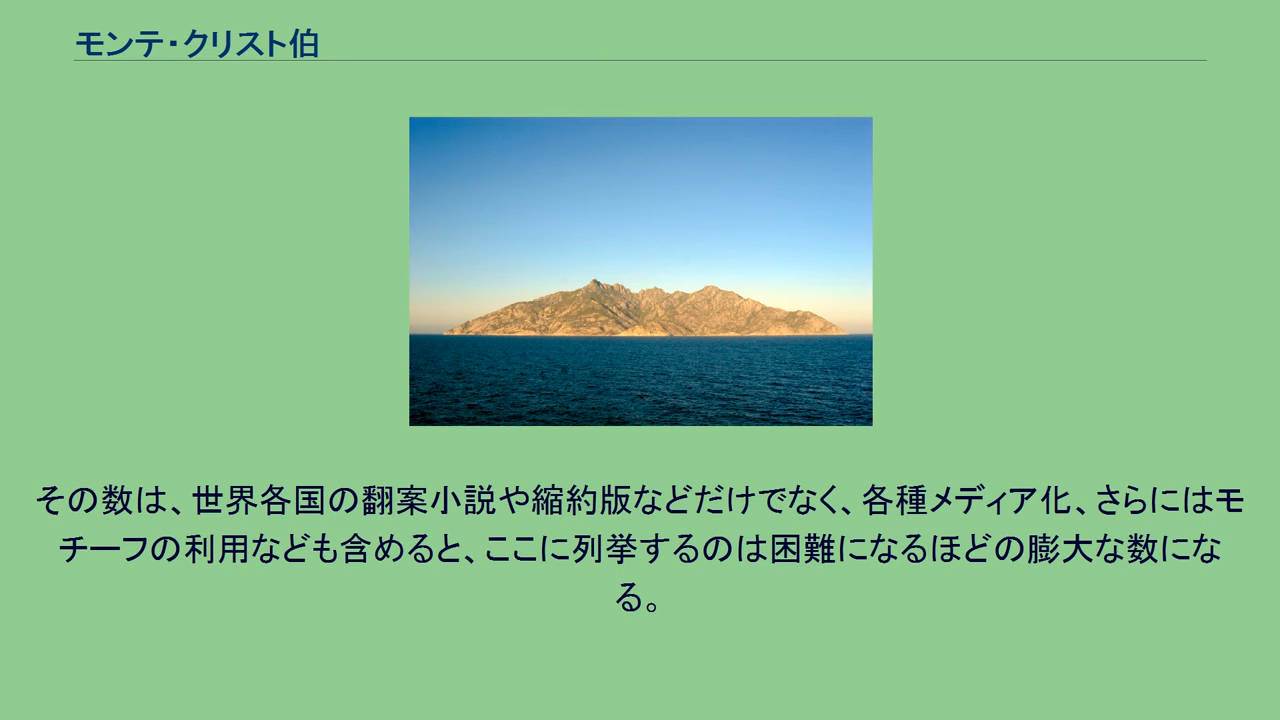 モンテ・クリスト伯
その数は、世界各国の翻案小説や縮約版などだけでなく、各種メディア化、さらにはモ
チーフの利用なども含めると、ここに列挙するのは困難になるほどの膨大な数にな
る。